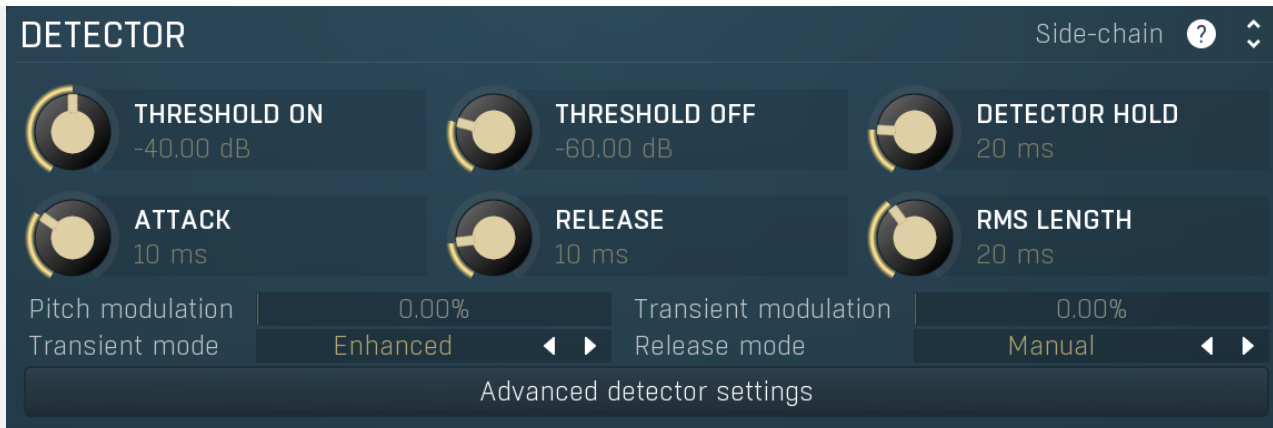 DETECTOR
Side-chain ?
THRESHOLD ON
-40.00 dB
THRESHOLD OFF
-60.00 dB
DETECTOR HOLD
20 ms
ATTACK
10 ms
RELEASE
10 ms
RMS LENGTH
20 ms
Pitch modulation 0.00% Transient modulation 0.00%
Transient mode Enhanced Release mode Manual
Advanced detector settings